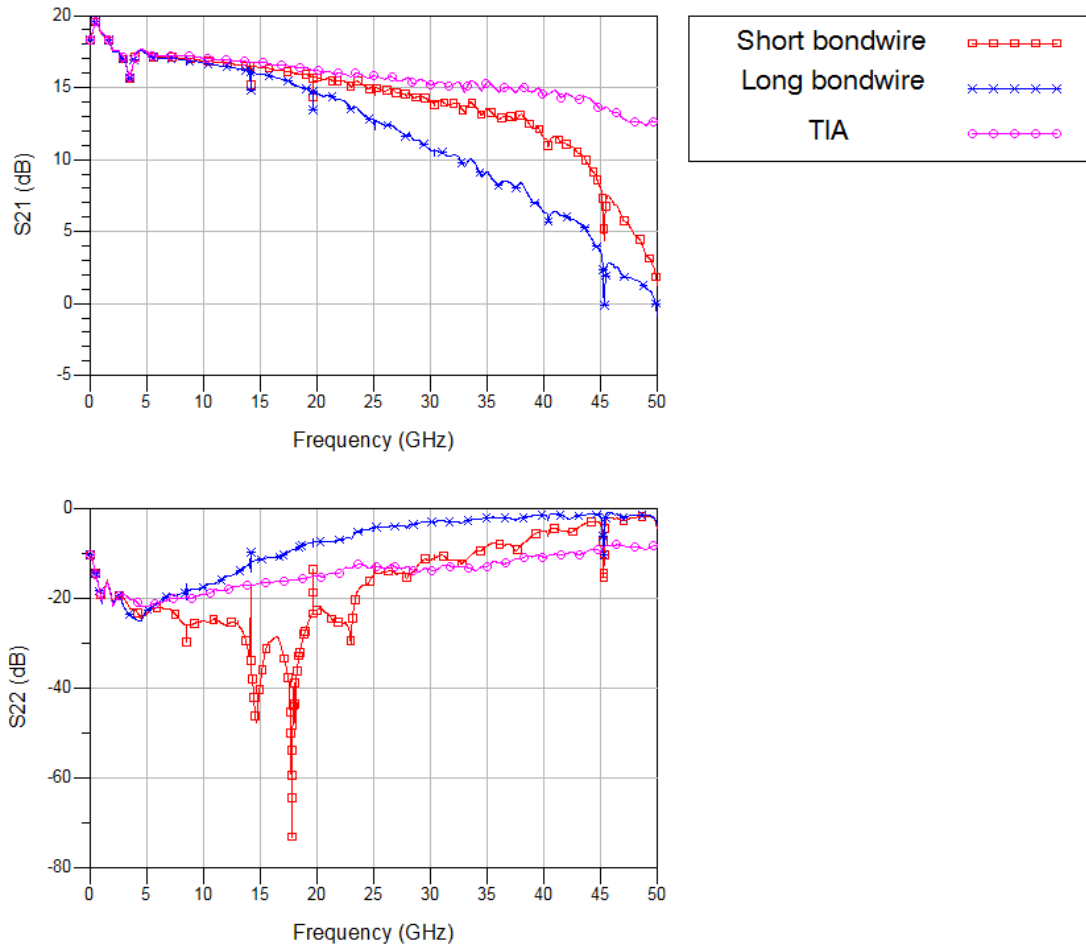 20
15
10
5
0
-5
S21 (dB)
0 5 10 15 20 25 30 35 40 45 50
Frequency (GHz)
Short bondwire
Long bondwire
TIA
0
-20
-40
-60
-80
S22 (dB)
0 5 10 15 20 25 30 35 40 45 50
Frequency (GHz)